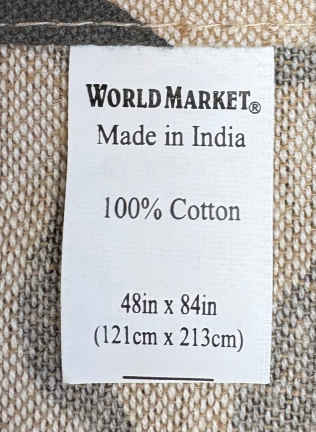 WORLD MARKET®
Made in India
100% Cotton
48in x 84in
(121cm x 213cm)